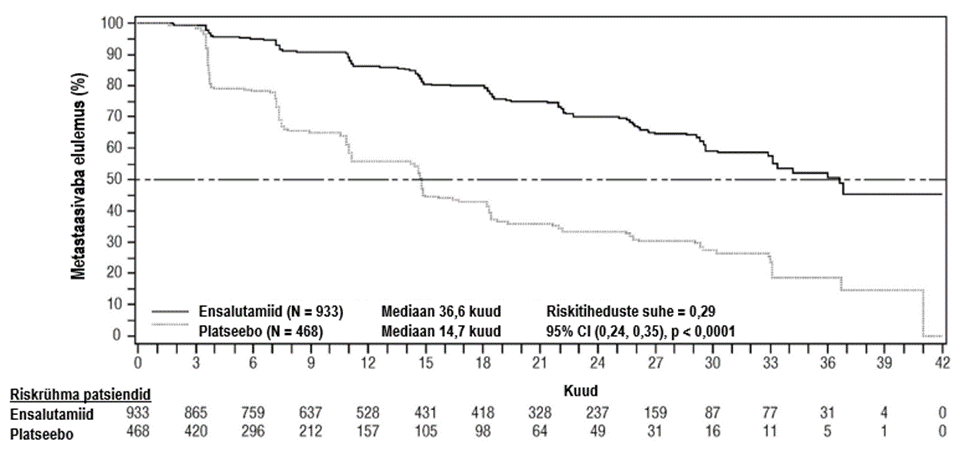 100
90
80
70
60
50
40
30
20
10
0
Metastaasivaba elulemus (%)
Ensalutamiid (N = 933) Mediaan 36,6 kuud Riskitiheduste suhe = 0,29
Platseebo (N = 468) Mediaan 14,7 kuud 95% CI (0,24, 0,35), p < 0,0001
0 3 6 9 12 15 18 21 24 27 30 33 36 39 42
Kuud
Riskrühma patsiendid
Ensalutamiid 933 865 759 637 528 431 418 328 237 159 87 77 31 4 0
Platseebo 468 420 296 212 157 105 98 64 49 31 16 11 5 1 0